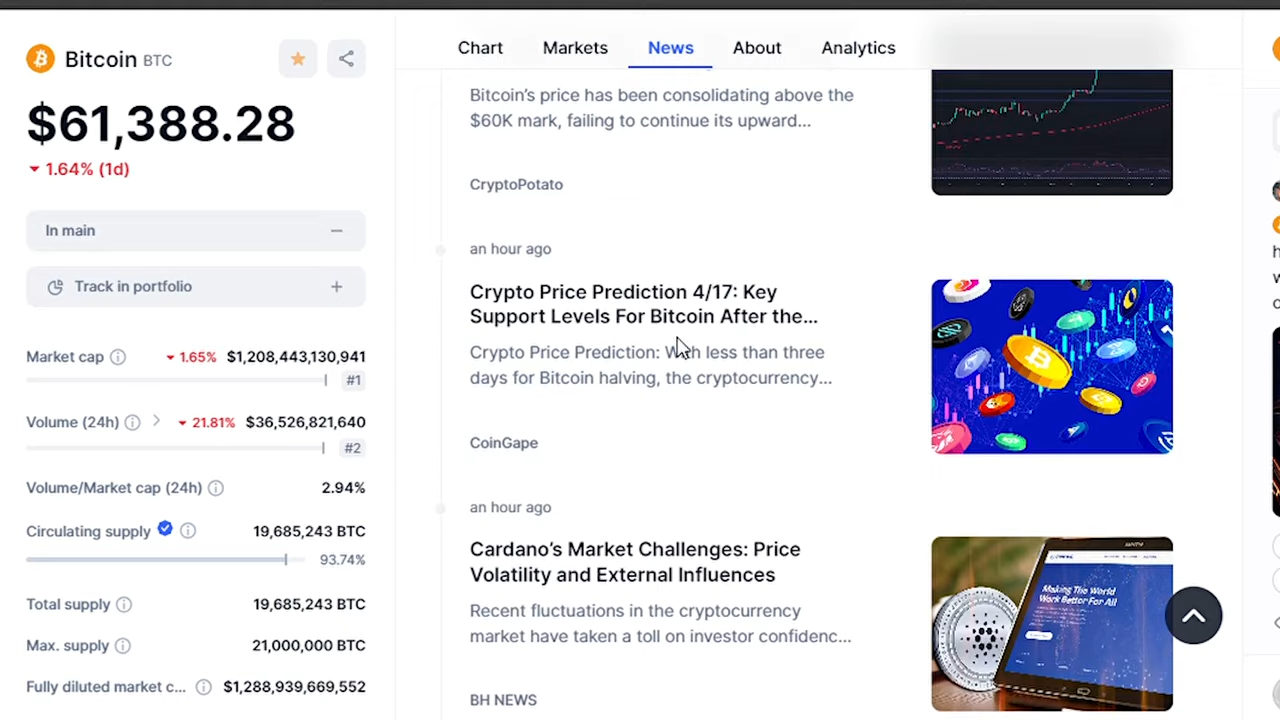 Bitcoin BTC
$61,388.28
1.64% (1d)
In main
Track in portfolio
Market cap 1.65% $1,208,443,130,941
#1
Volume (24h) 21.81% $36,526,821,640
#2
Volume/Market cap (24h) 2.94%
Circulating supply 19,685,243 BTC
93.74%
Total supply 19,685,243 BTC
Max. supply 21,000,000 BTC
Fully diluted market c... $1,288,939,669,552
Chart Markets News About Analytics
Bitcoin’s price has been consolidating above the
$60K mark, failing to continue its upward...
CryptoPotato
an hour ago
Crypto Price Prediction 4/17: Key
Support Levels For Bitcoin After the...
Crypto Price Prediction: With less than three
days for Bitcoin halving, the cryptocurrency...
CoinGape
an hour ago
Cardano’s Market Challenges: Price
Volatility and External Influences
Recent fluctuations in the cryptocurrency
market have taken a toll on investor confidenc...
BH NEWS
Making The World
Work Better For All